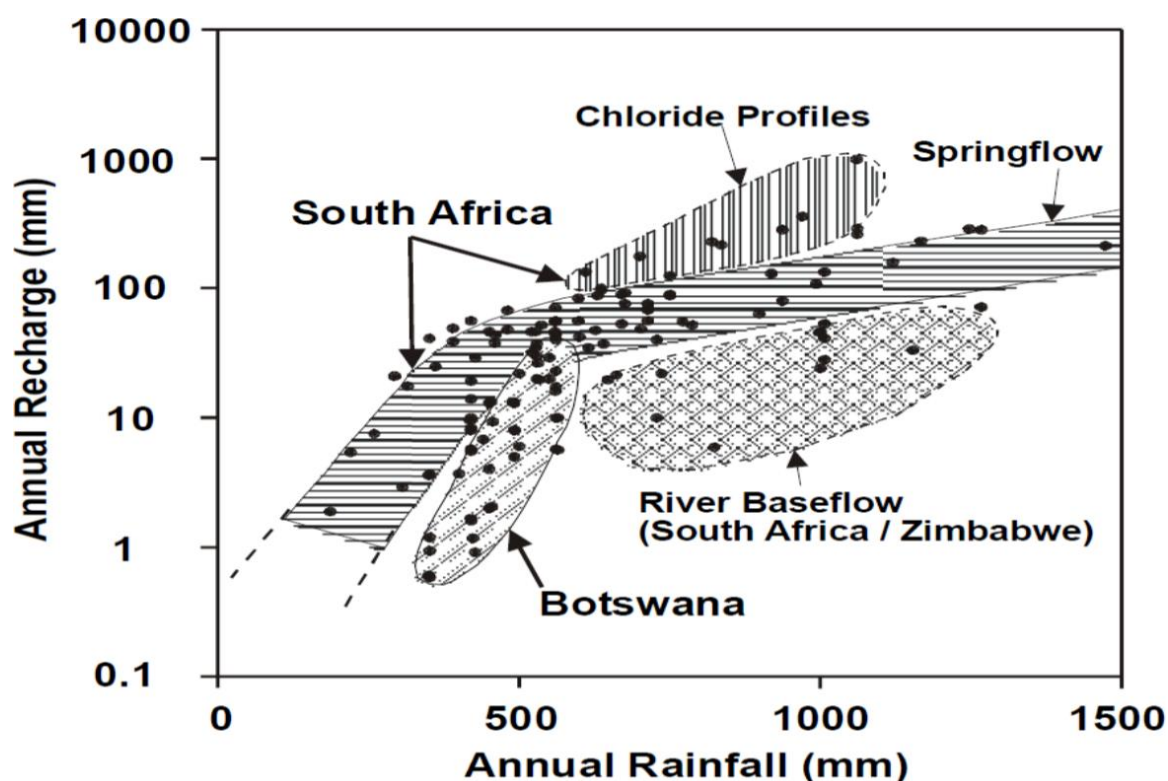 10000
1000
100
10
1
0.1
Annual Recharge (mm)
Chloride Profiles
Springflow
South Africa
River Baseflow
(South Africa / Zimbabwe)
Botswana
0
500
1000
1500
Annual Rainfall (mm)